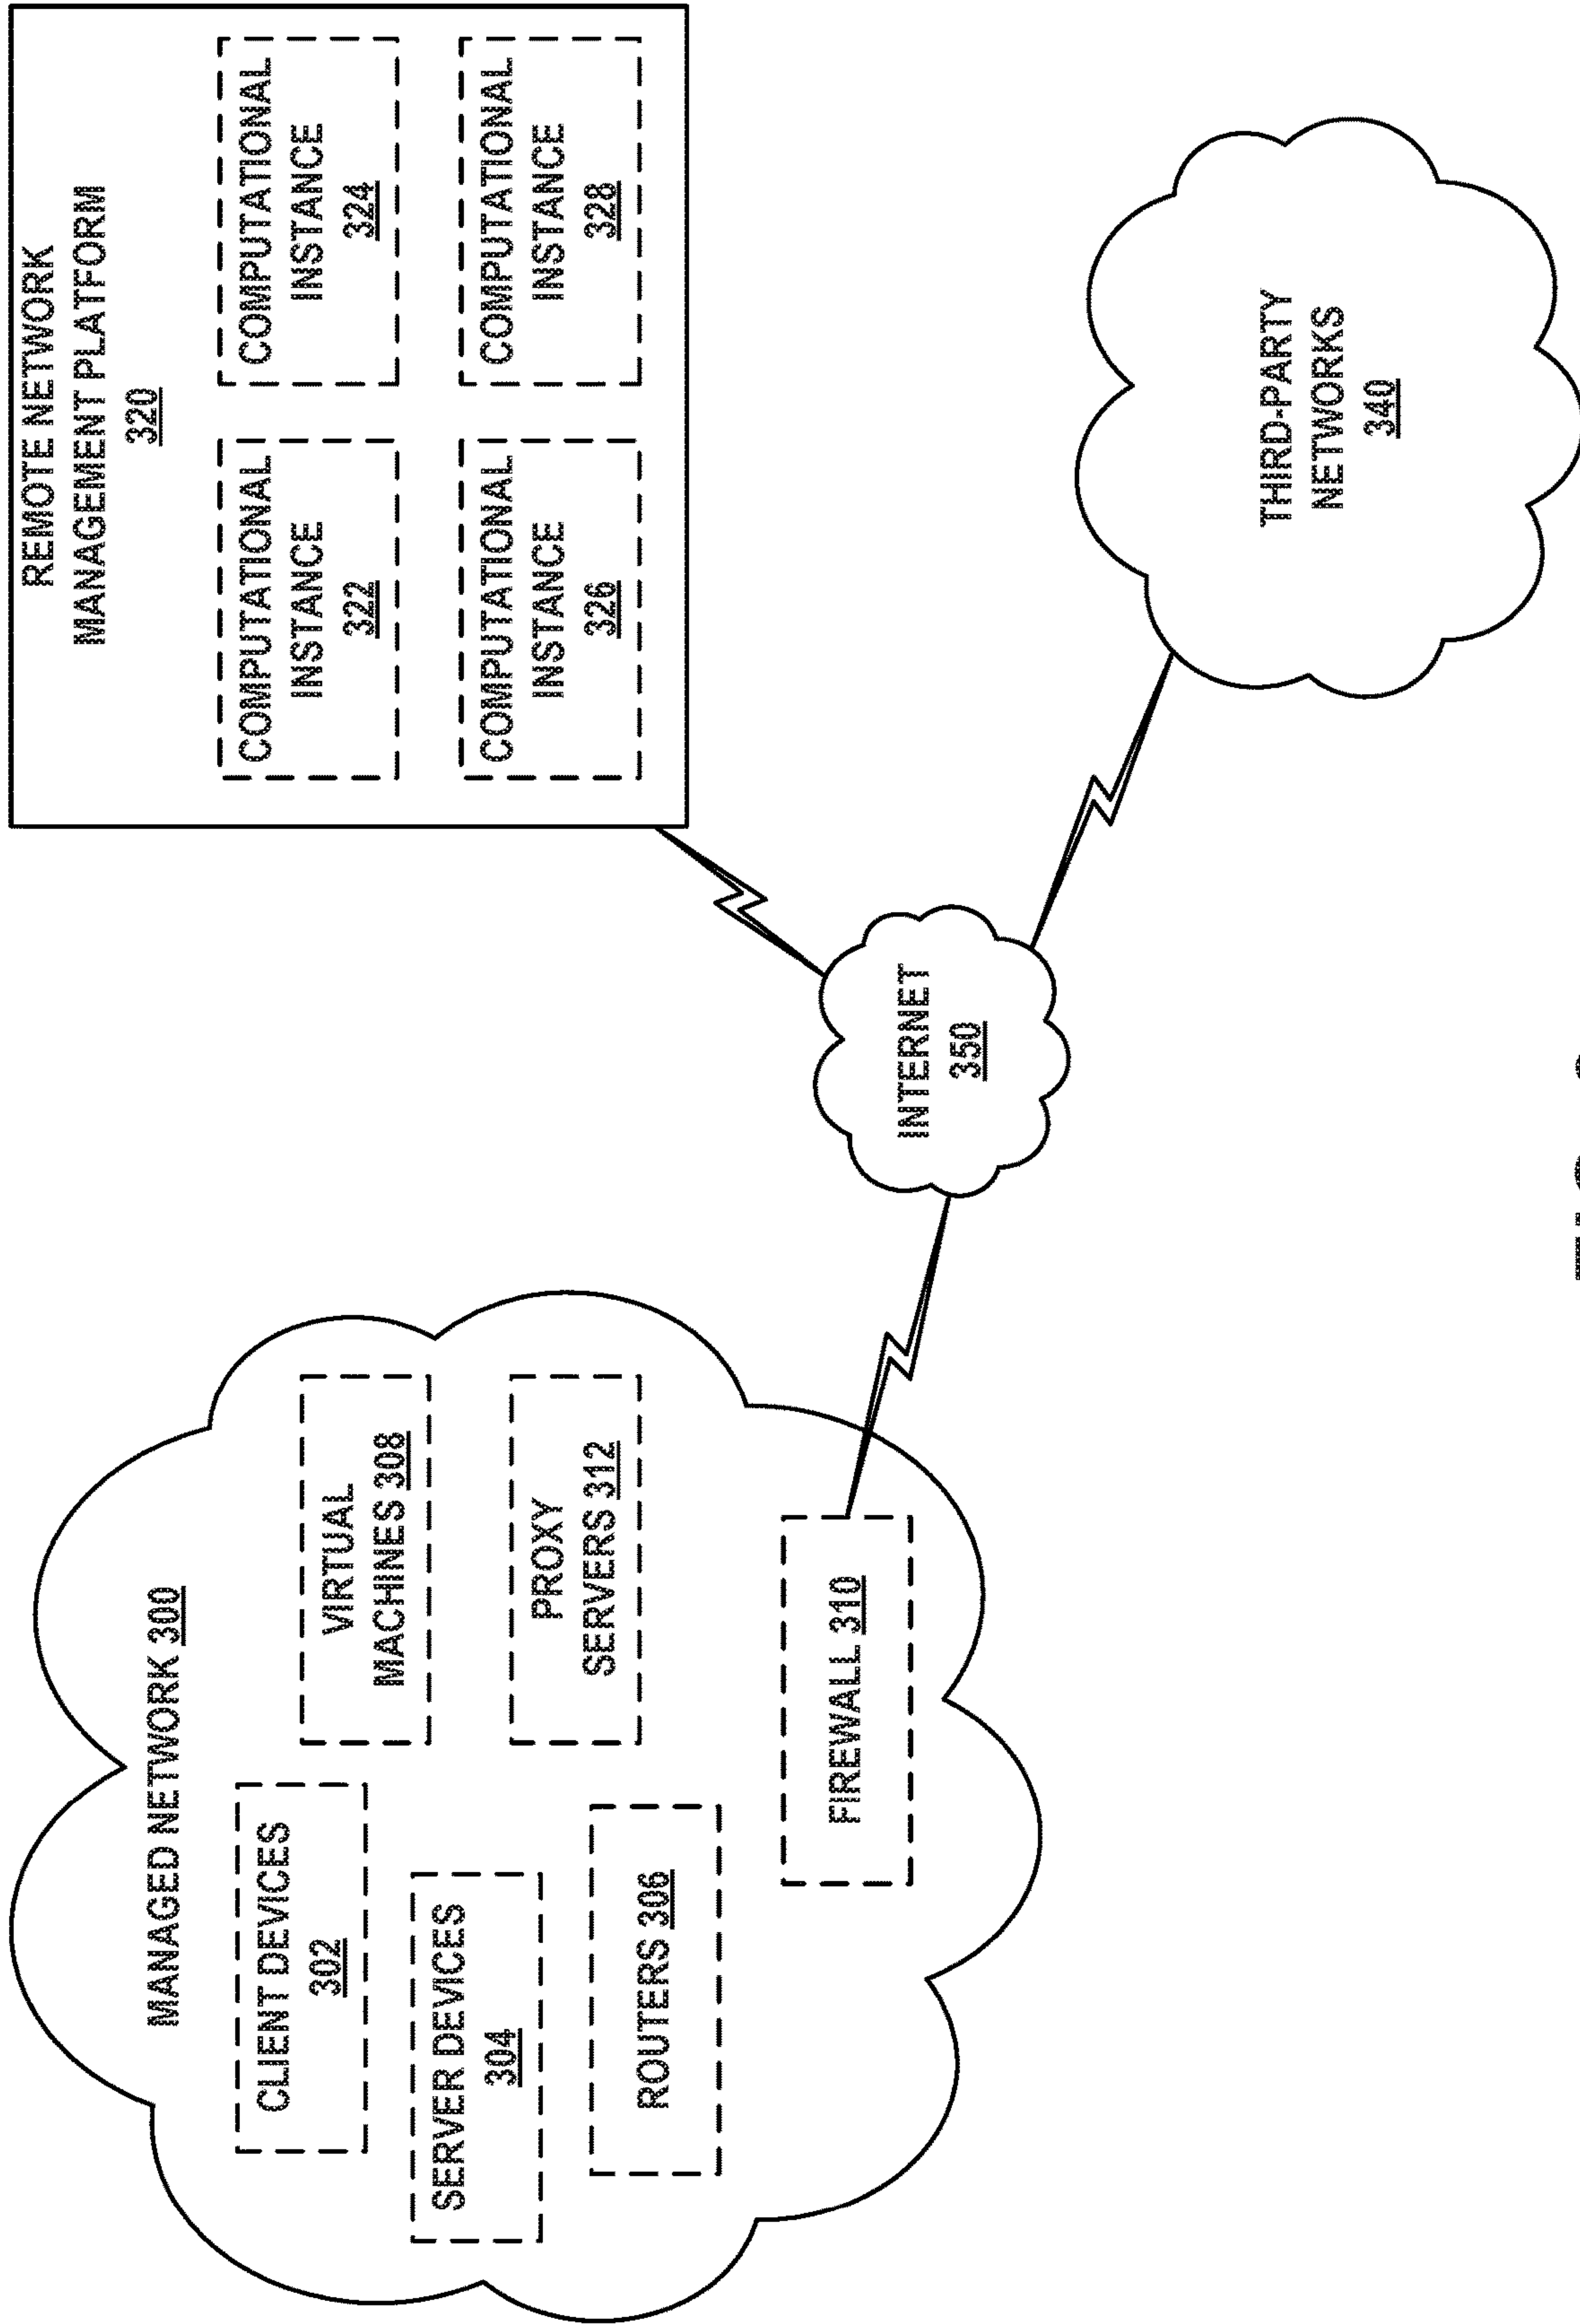 REMOTE NETWORK
MANAGEMENT PLATFORM
320
COMPUTATIONAL
INSTANCE
322
COMPUTATIONAL
INSTANCE
324
COMPUTATIONAL
INSTANCE
326
COMPUTATIONAL
INSTANCE
328
MANAGED NETWORK 300
CLIENT DEVICES
302
VIRTUAL
MACHINES 308
SERVER DEVICES
304
PROXY
SERVERS 312
ROUTERS 306
FIREWALL 310
INTERNET
350
THIRD-PARTY
NETWORKS
340